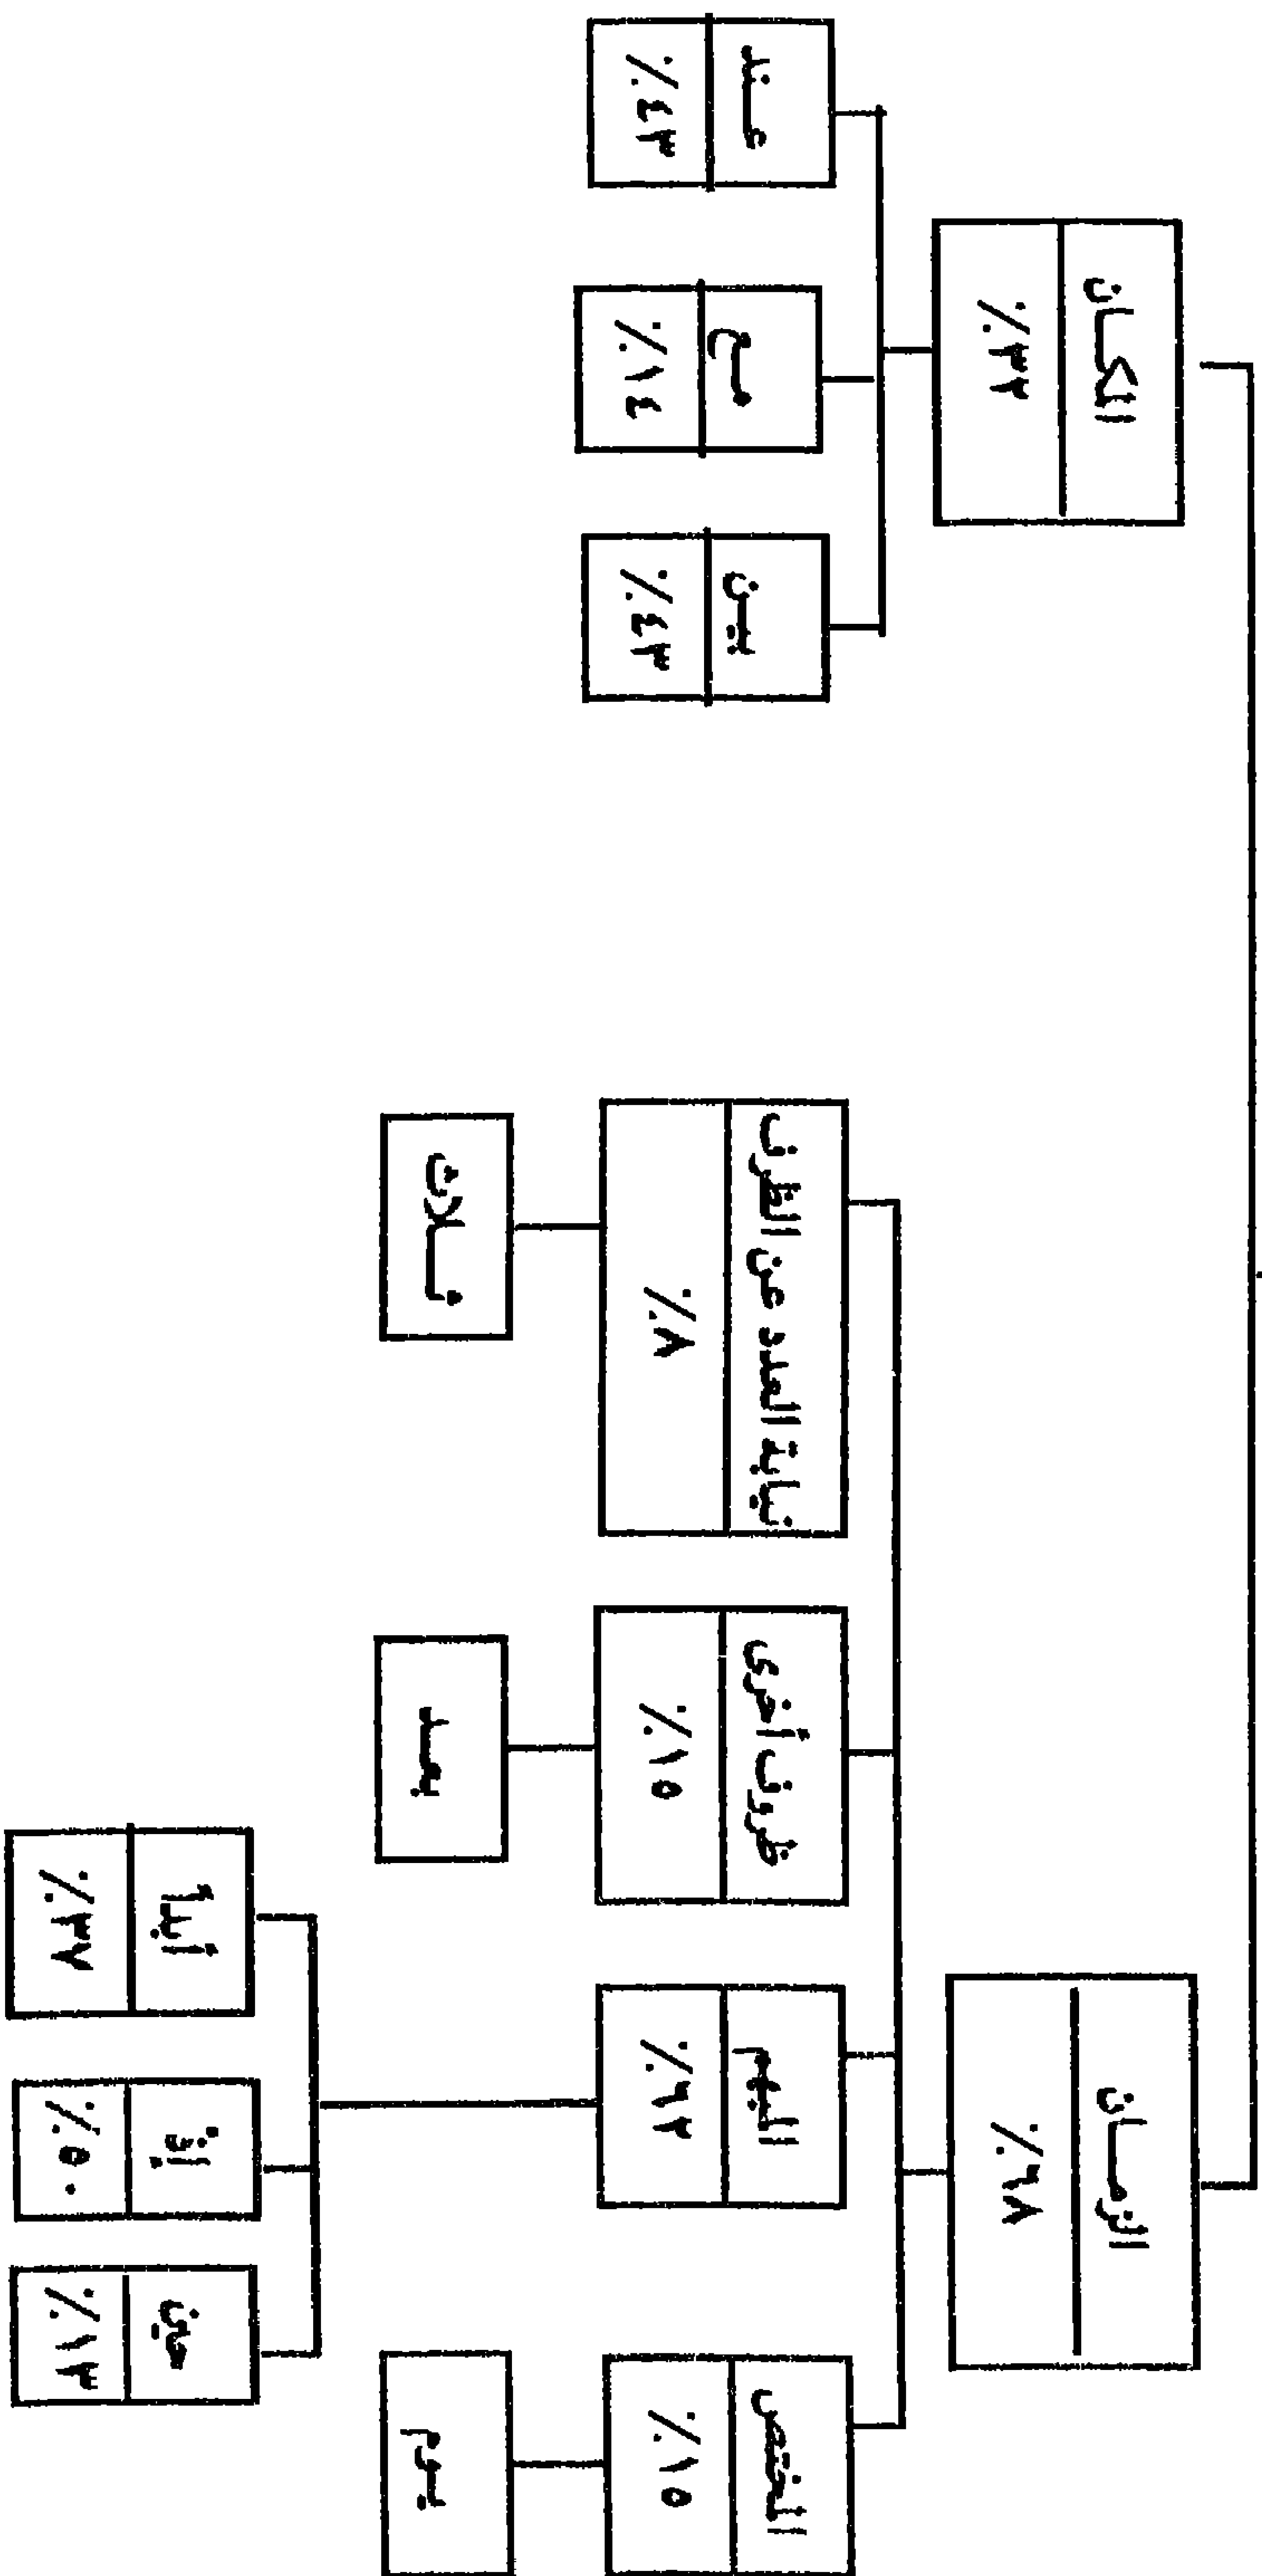 الزمان
٪٦٨
المكان
٪٣٢
المختص
٪١٥
المبهم
٪٦٢
ظروف أخرى
٪١٥
نيابة العدد عن الظرف
٪٨
بين
٪٤٣
مع
٪١٤
عند
٪٤٣
يوم
بعد
ثلاث
حين
٪١٣
إذ
٪٥٠
أبداً
٪٣٧